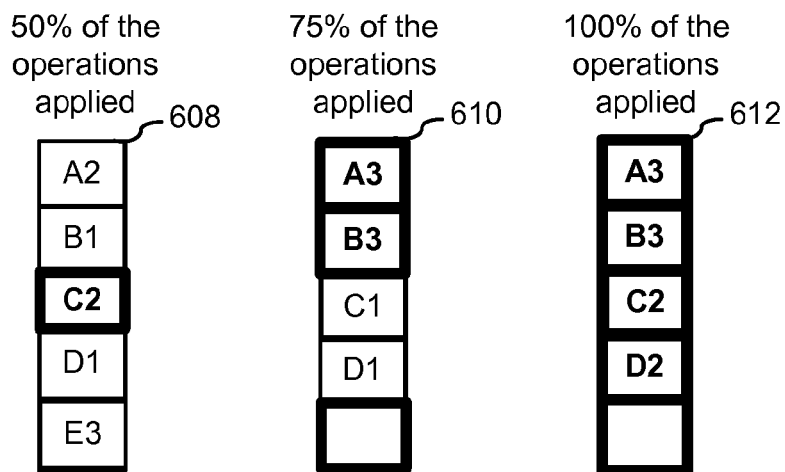 50% of the
operations
applied
608
A2
B1
C2
D1
E3
75% of the
operations
applied
610
A3
B3
C1
D1
100% of the
operations
applied
612
A3
B3
C2
D2